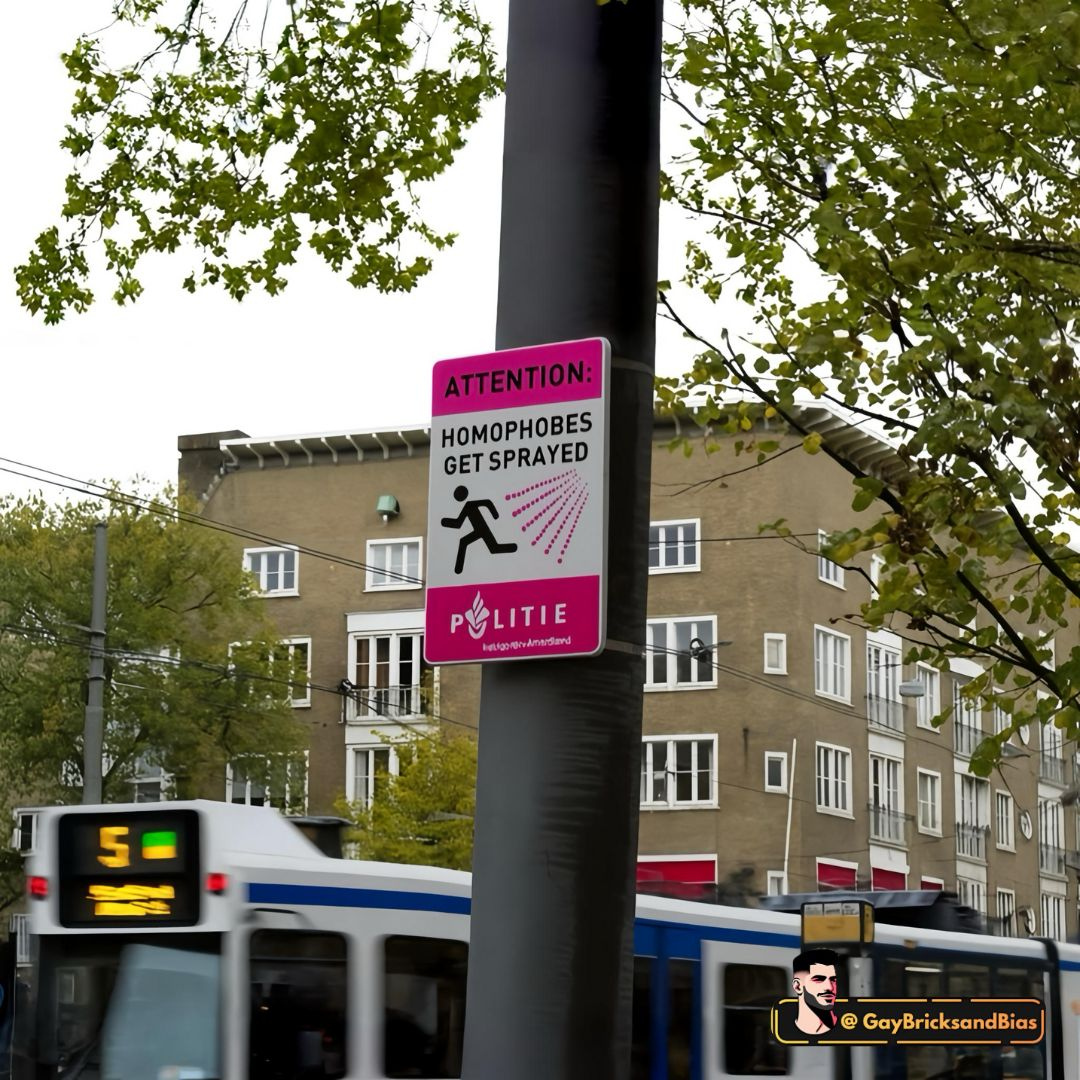 ATTENTION:
HOMOPHOBES
GET SPRAYED
POLITIE
5
@ GayBricksandBias